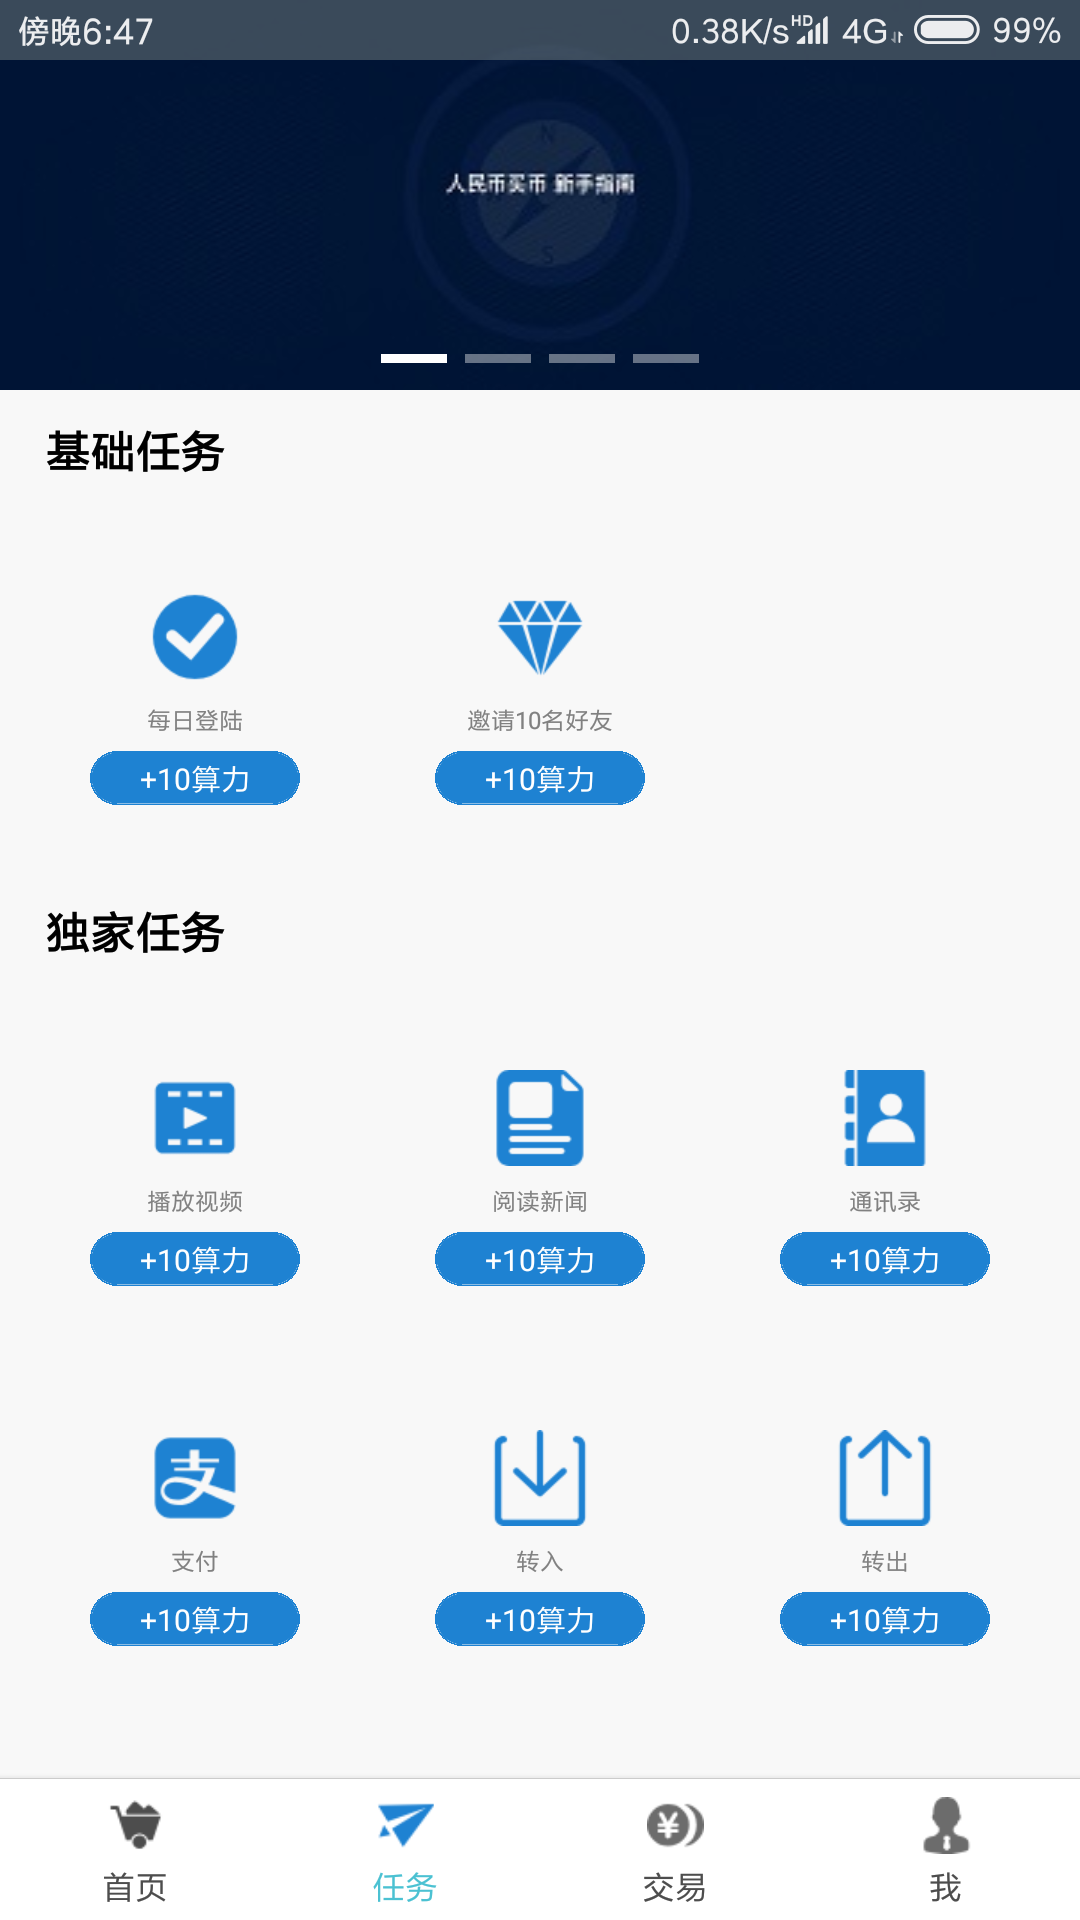 傍晚6:47 0.38K/s HD 4G 99%
N
人民币买币 新手指南
S
基础任务
每日登陆 邀请10名好友
+10算力 +10算力
独家任务
播放视频 阅读新闻 通讯录
+10算力 +10算力 +10算力
支
支付 转入 转出
+10算力 +10算力 +10算力
¥
首页 任务 交易 我